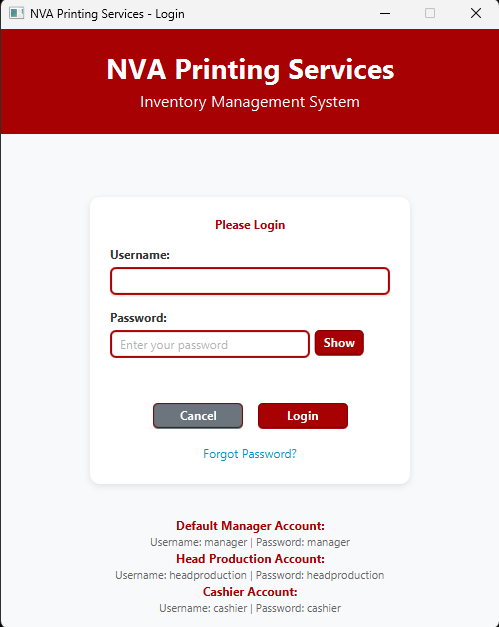 NVA Printing Services - Login
NVA Printing Services
Inventory Management System
Please Login
Username:
Password:
Enter your password
Show
Cancel
Login
Forgot Password?
Default Manager Account:
Username: manager | Password: manager
Head Production Account:
Username: headproduction | Password: headproduction
Cashier Account:
Username: cashier | Password: cashier